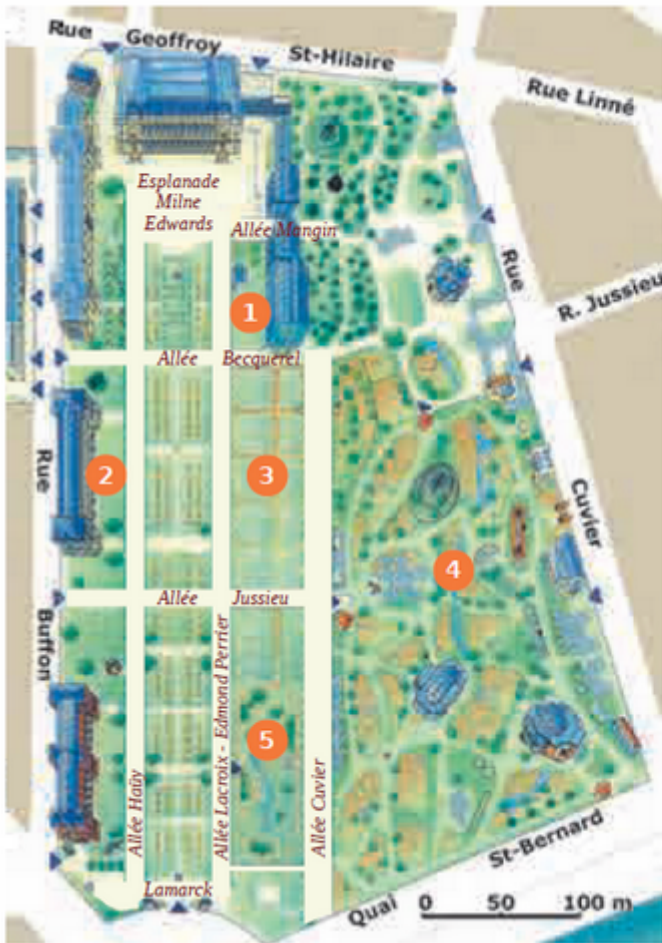 Rue Geoffroy St-Hilaire
Rue Linné
Esplanade
Milne
Edwards
Allée Mangin
Rue
R. Jussieu
1
Allée Becquerel
Rue
2
3
Cuvier
4
Allée Jussieu
Buffon
5
Allée Haüy
Allée Lacroix - Edmond Perrier
Allée Cuvier
St-Bernard
Lamarck
Quai
0 50 100 m